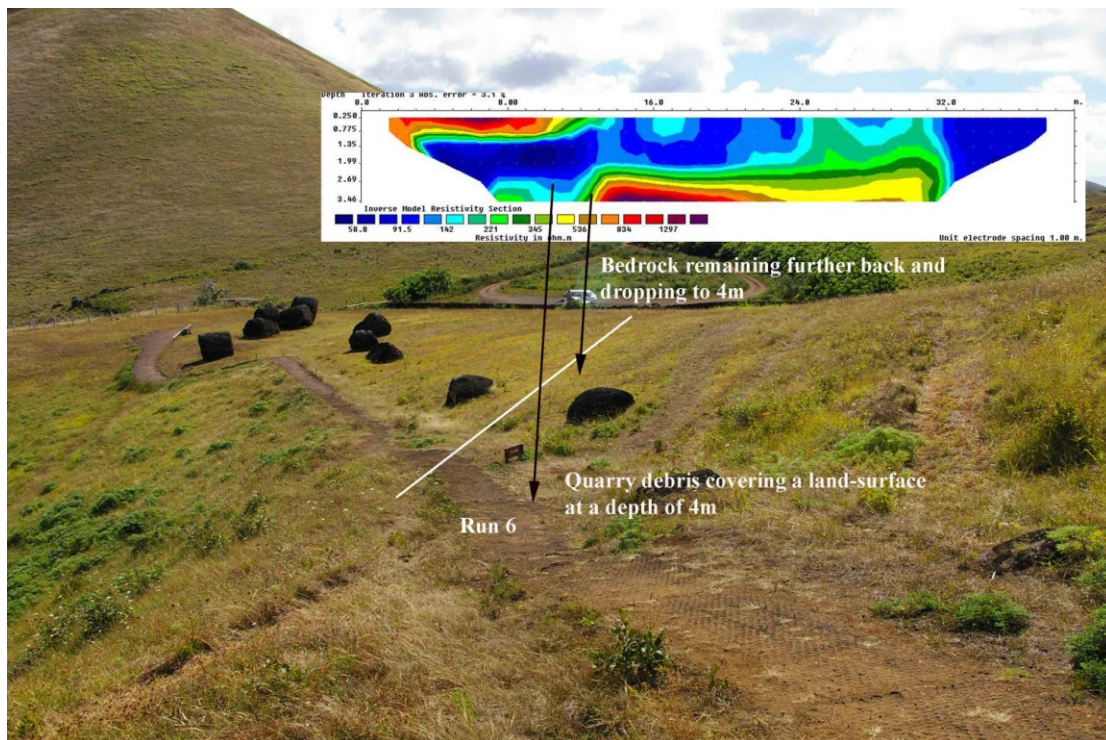 Depth Iteration 3 Abs. error = 3.1 %
0.0 8.00 16.0 24.0 32.0 m.
0.250
0.775
1.35
1.99
2.69
3.46
Inverse Model Resistivity Section
58.8 91.5 142 221 345 536 834 1297
Resistivity in ohm.m
Unit electrode spacing 1.00 m.
Bedrock remaining further back and
dropping to 4m
Quarry debris covering a land-surface
at a depth of 4m
Run 6